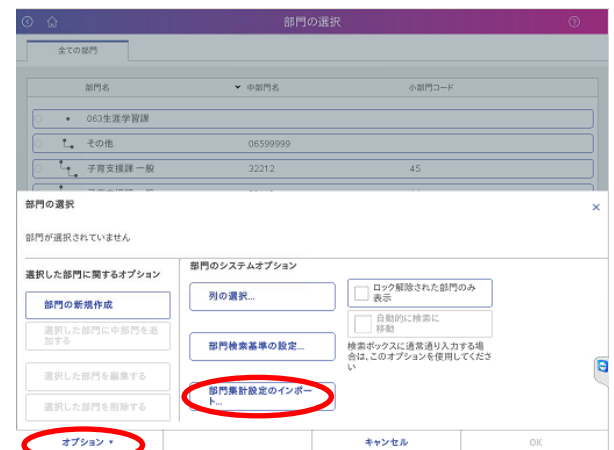 部門の選択
全ての部門
部門名 中部門名 小部門コード
063生涯学習課
その他 06599999
子育支援課 一般 32212 45
部門の選択
部門が選択されていません
選択した部門に関するオプション
部門の新規作成
選択した部門に中部門を追
加する
選択した部門を編集する
選択した部門を削除する
部門のシステムオプション
列の選択...
部門検索基準の設定...
部門集計設定のインポー
ト...
ロック解除された部門のみ
表示
自動的に検索に
移動
検索ボックスに通常通り入力する場
合は、このオプションを使用してくださ
い
オプション キャンセル OK